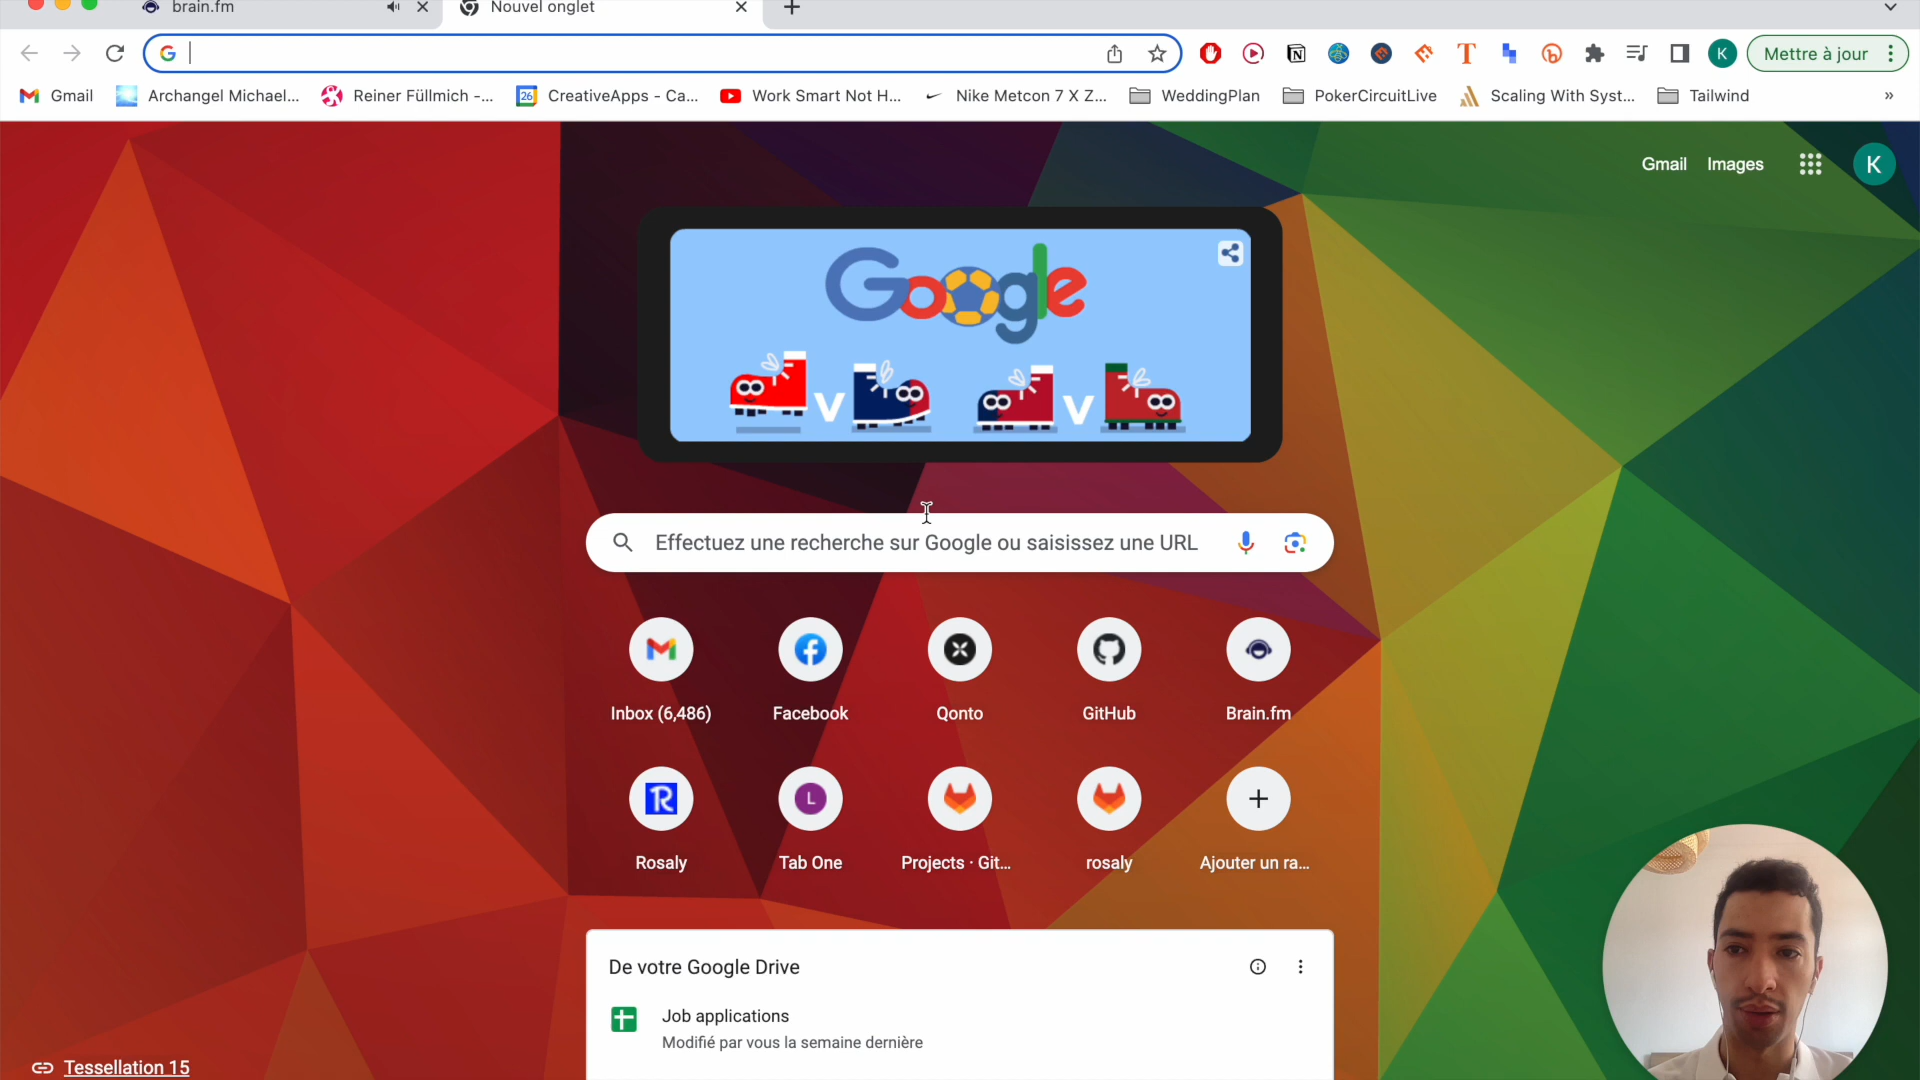 brain.fm
Nouvel onglet
K
Mettre à jour
Gmail
Archangel Michael...
Reiner Füllmich -...
26
CreativeApps - Ca...
Work Smart Not H...
Nike Metcon 7 X Z...
WeddingPlan
PokerCircuitLive
Scaling With Syst...
Tailwind
»
Gmail
Images
K
Google
V
V
Effectuez une recherche sur Google ou saisissez une URL
Inbox (6,486)
Facebook
Qonto
GitHub
Brain.fm
R
L
Rosaly
Tab One
Projects · Git...
rosaly
Ajouter un ra...
De votre Google Drive
Job applications
Modifié par vous la semaine dernière
Tessellation 15